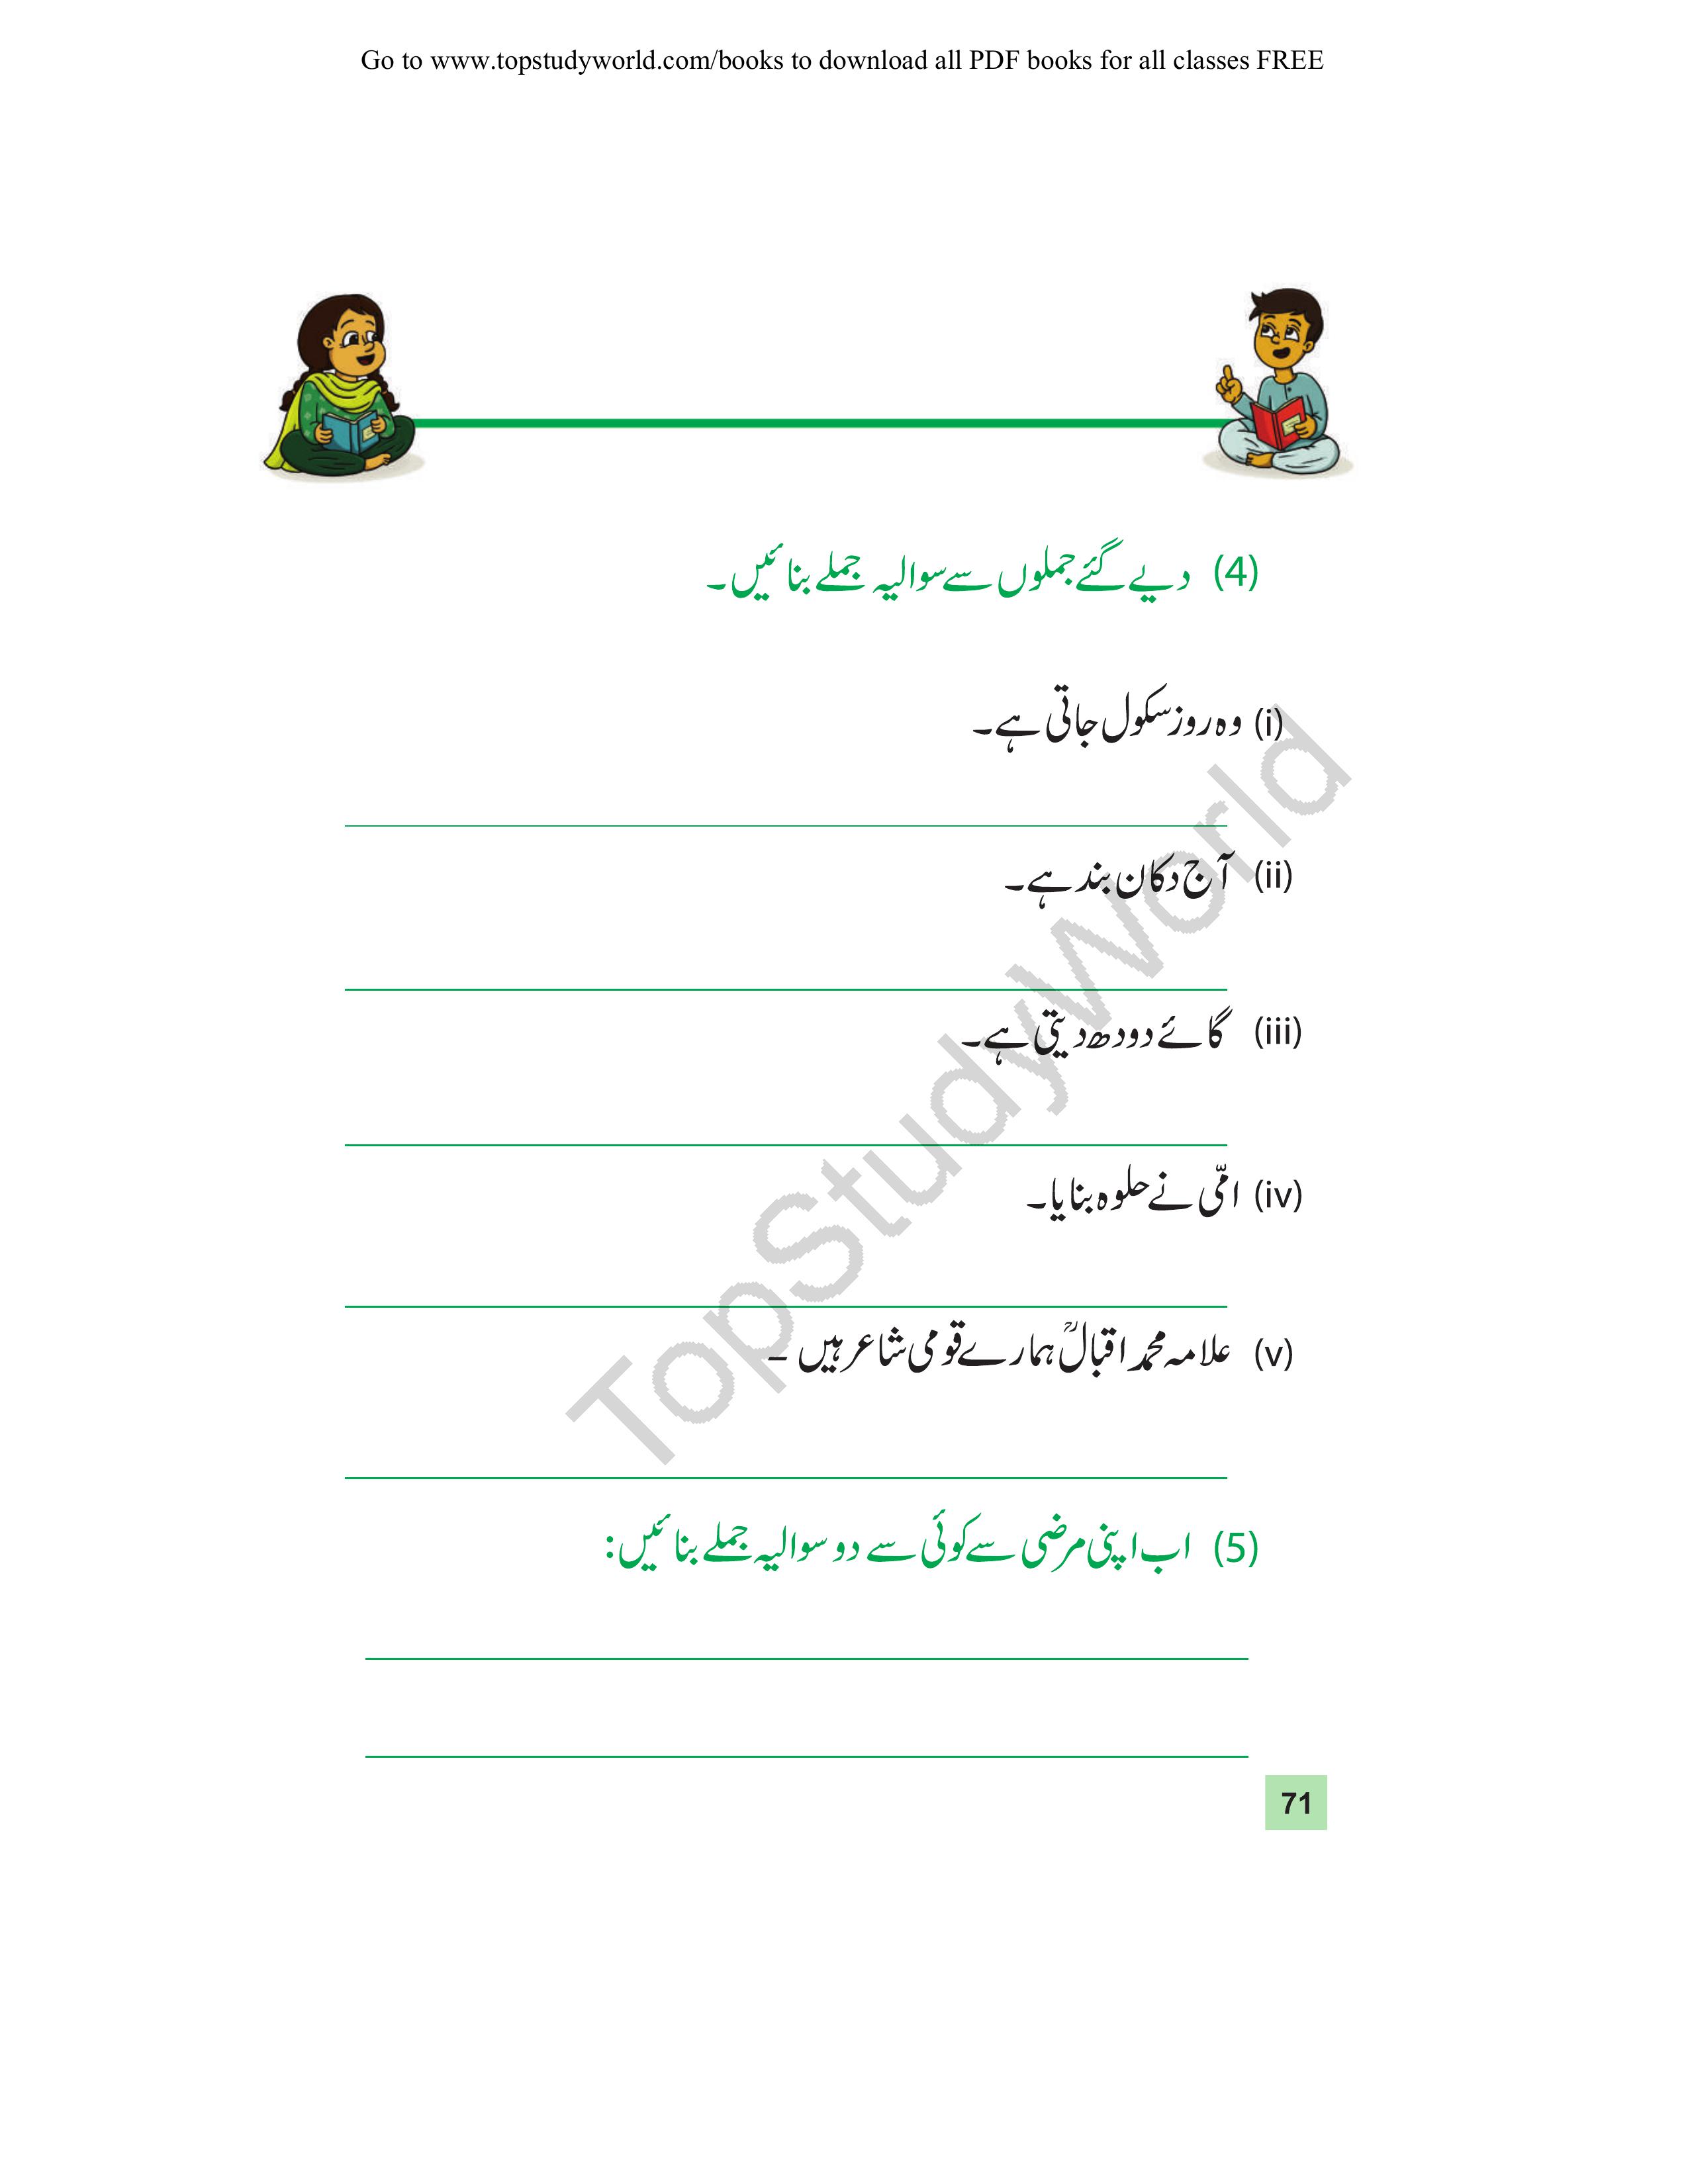 Go to www.topstudyworld.com/books to download all PDF books for all classes FREE
(4) دیے گئے جملوں سے سوالیہ جملے بنائیں۔
(i) وہ روز سکول جاتی ہے۔
(ii) آج دکان بند ہے۔
(iii) گائے دودھ دیتی ہے۔
(iv) امّی نے حلوہ بنایا۔
(v) علامہ محمد اقبالؒ ہمارے قومی شاعر ہیں ۔
(5) اب اپنی مرضی سے کوئی سے دو سوالیہ جملے بنائیں:
71
TopStudyWorld